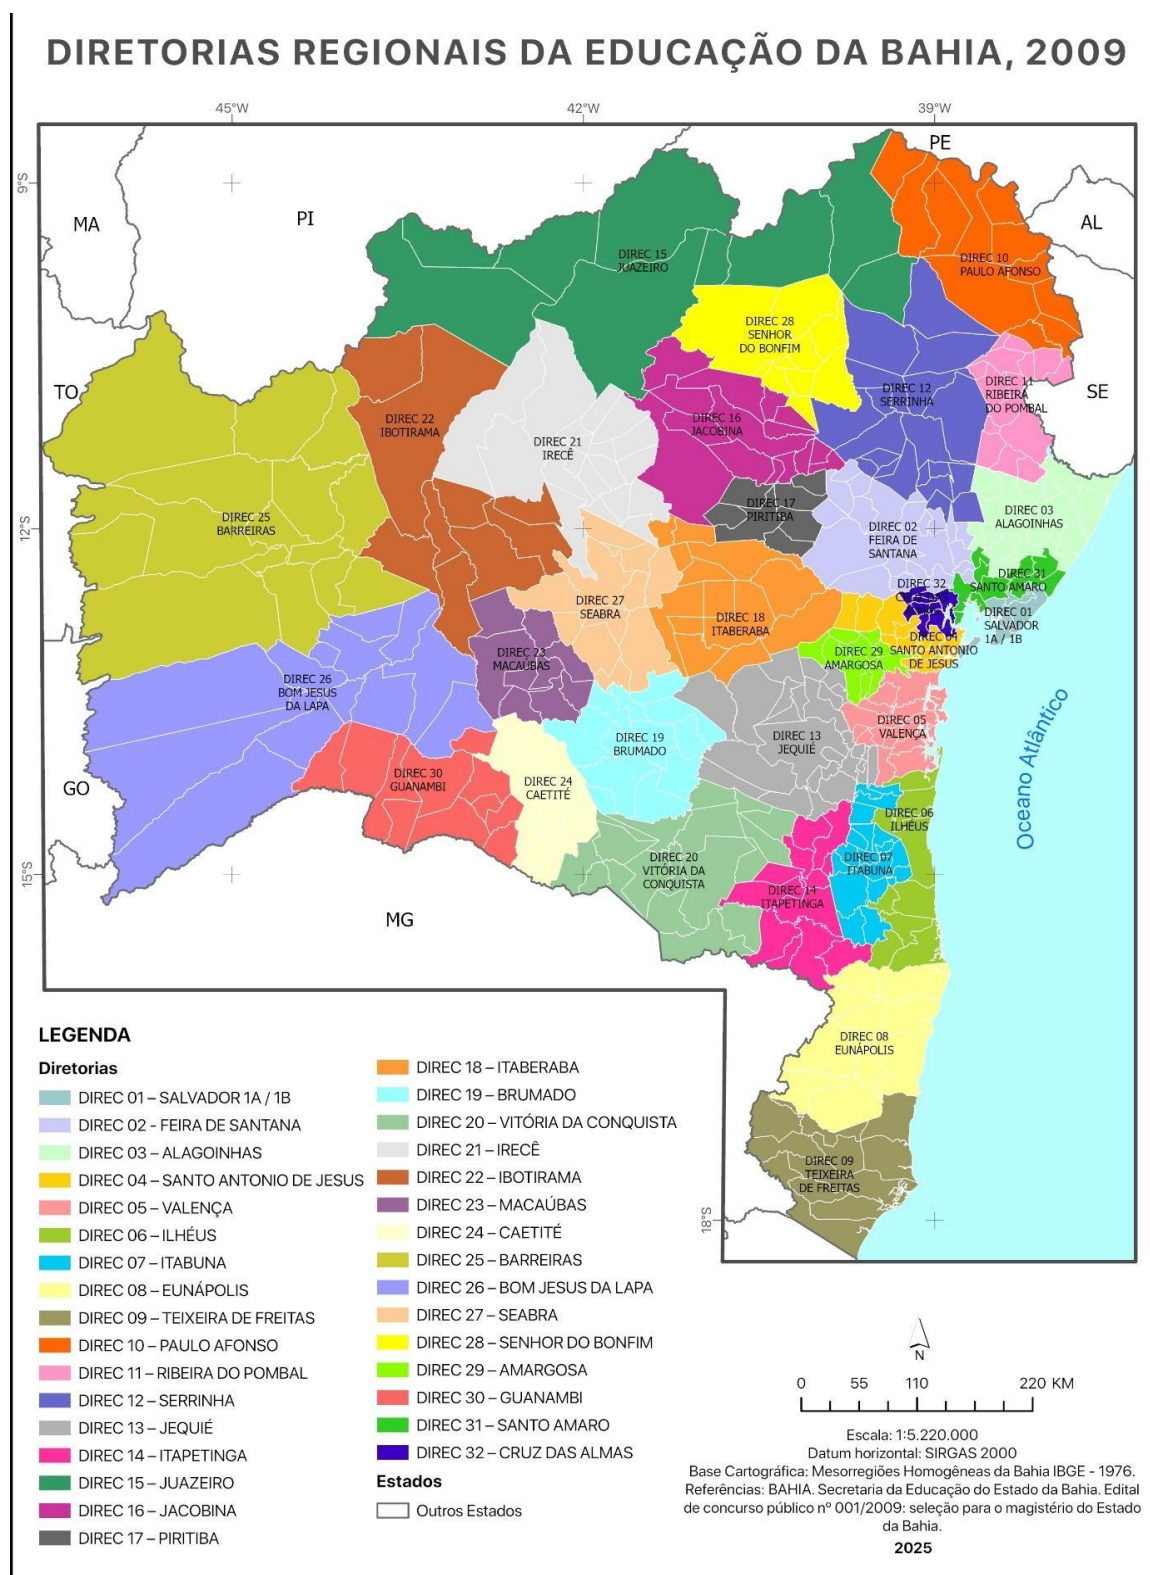 DIRETORIAS REGIONAIS DA EDUCAÇÃO DA BAHIA, 2009
45°W
42°W
39°W
9°S
12°S
15°S
18°S
PE
MA
PI
AL
TO
SE
GO
MG
DIREC 15
JUAZEIRO
DIREC 10
PAULO AFONSO
DIREC 28
SENHOR
DO BONFIM
DIREC 12
SERRINHA
DIREC 11
RIBEIRA
DO POMBAL
DIREC 22
IBOTIRAMA
DIREC 16
JACOBINA
DIREC 21
IRECÊ
DIREC 17
PIRITIBA
DIREC 25
BARREIRAS
DIREC 03
ALAGOINHAS
DIREC 02
FEIRA DE
SANTANA
DIREC 31
SANTO AMARO
DIREC 32
DIREC 27
SEABRA
DIREC 18
ITABERABA
DIREC 01
SALVADOR
1A / 1B
DIREC 04
SANTO ANTONIO
DE JESUS
DIREC 29
AMARGOSA
DIREC 23
MACAÚBAS
DIREC 26
BOM JESUS
DA LAPA
DIREC 05
VALENÇA
DIREC 19
BRUMADO
DIREC 13
JEQUIÉ
Oceano Atlântico
DIREC 30
GUANAMBI
DIREC 24
CAETITÉ
DIREC 06
ILHÉUS
DIREC 20
VITÓRIA DA
CONQUISTA
DIREC 07
ITABUNA
DIREC 14
ITAPETINGA
DIREC 08
EUNÁPOLIS
DIREC 09
TEIXEIRA
DE FREITAS
LEGENDA
Diretorias
DIREC 01 – SALVADOR 1A / 1B
DIREC 02 - FEIRA DE SANTANA
DIREC 03 – ALAGOINHAS
DIREC 04 – SANTO ANTONIO DE JESUS
DIREC 05 – VALENÇA
DIREC 06 – ILHÉUS
DIREC 07 – ITABUNA
DIREC 08 – EUNÁPOLIS
DIREC 09 – TEIXEIRA DE FREITAS
DIREC 10 – PAULO AFONSO
DIREC 11 – RIBEIRA DO POMBAL
DIREC 12 – SERRINHA
DIREC 13 – JEQUIÉ
DIREC 14 – ITAPETINGA
DIREC 15 – JUAZEIRO
DIREC 16 – JACOBINA
DIREC 17 – PIRITIBA
DIREC 18 – ITABERABA
DIREC 19 – BRUMADO
DIREC 20 – VITÓRIA DA CONQUISTA
DIREC 21 – IRECÊ
DIREC 22 – IBOTIRAMA
DIREC 23 – MACAÚBAS
DIREC 24 – CAETITÉ
DIREC 25 – BARREIRAS
DIREC 26 – BOM JESUS DA LAPA
DIREC 27 – SEABRA
DIREC 28 – SENHOR DO BONFIM
DIREC 29 – AMARGOSA
DIREC 30 – GUANAMBI
DIREC 31 – SANTO AMARO
DIREC 32 – CRUZ DAS ALMAS
Estados
Outros Estados
N
0 55 110 220 KM
Escala: 1:5.220.000
Datum horizontal: SIRGAS 2000
Base Cartográfica: Mesorregiões Homogêneas da Bahia IBGE - 1976.
Referências: BAHIA. Secretaria da Educação do Estado da Bahia. Edital
de concurso público nº 001/2009: seleção para o magistério do Estado
da Bahia.
2025